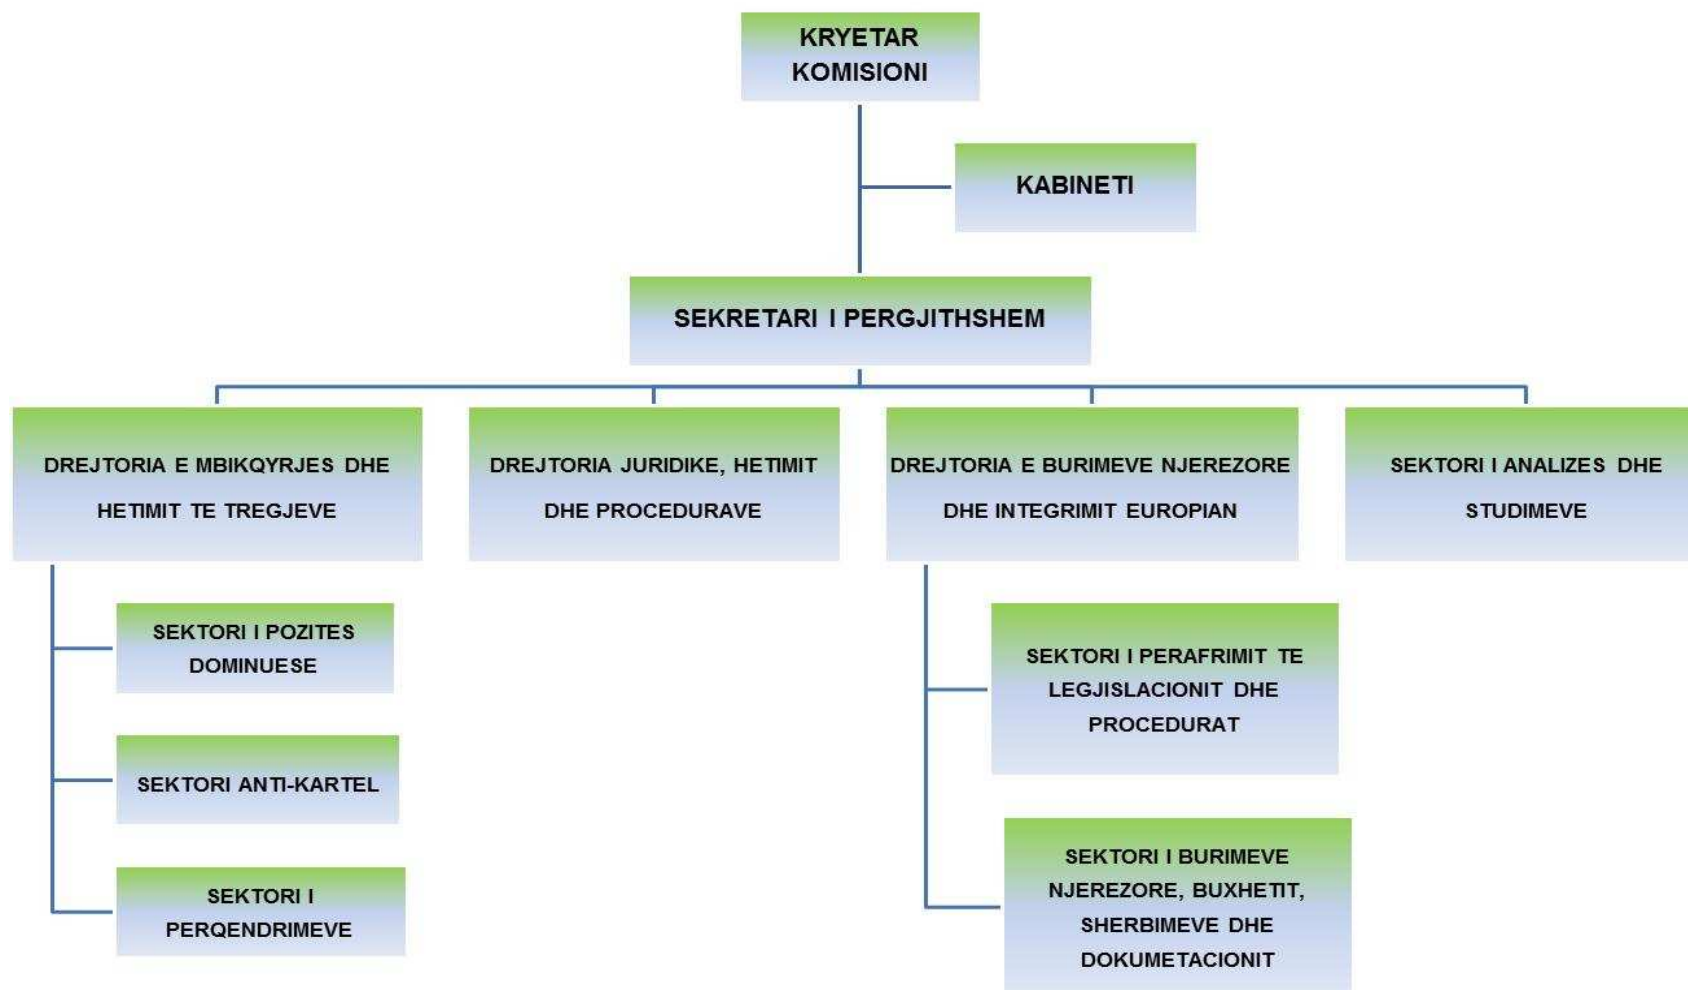 KRYETAR
KOMISIONI
KABINETI
SEKRETARI I PERGJITHSHEM
DREJTORIA E MBIKQYRJES DHE
HETIMIT TE TREGJEVE
DREJTORIA JURIDIKE, HETIMIT
DHE PROCEDURAVE
DREJTORIA E BURIMEVE NJEREZORE
DHE INTEGRIMIT EUROPIAN
SEKTORI I ANALIZES DHE
STUDIMEVE
SEKTORI I POZITES
DOMINUESE
SEKTORI ANTI-KARTEL
SEKTORI I
PERQENDRIMEVE
SEKTORI I PERAFRIMIT TE
LEGJISLACIONIT DHE
PROCEDURAT
SEKTORI I BURIMEVE
NJEREZORE, BUXHETIT,
SHERBIMEVE DHE
DOKUMETACIONIT